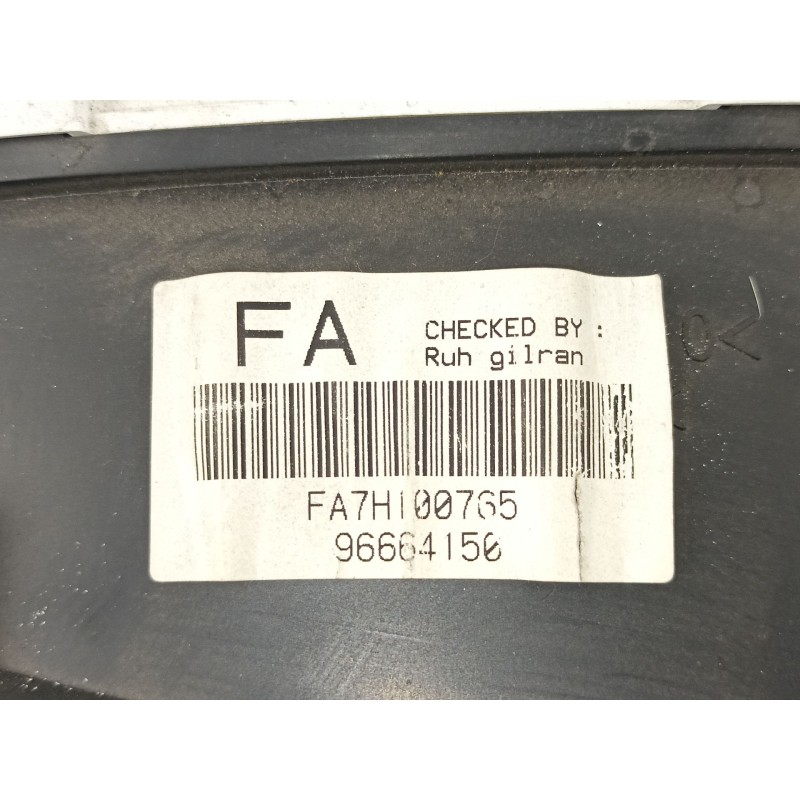 FA
CHECKED BY :
Ruh gilran
FA7H100765
96664150